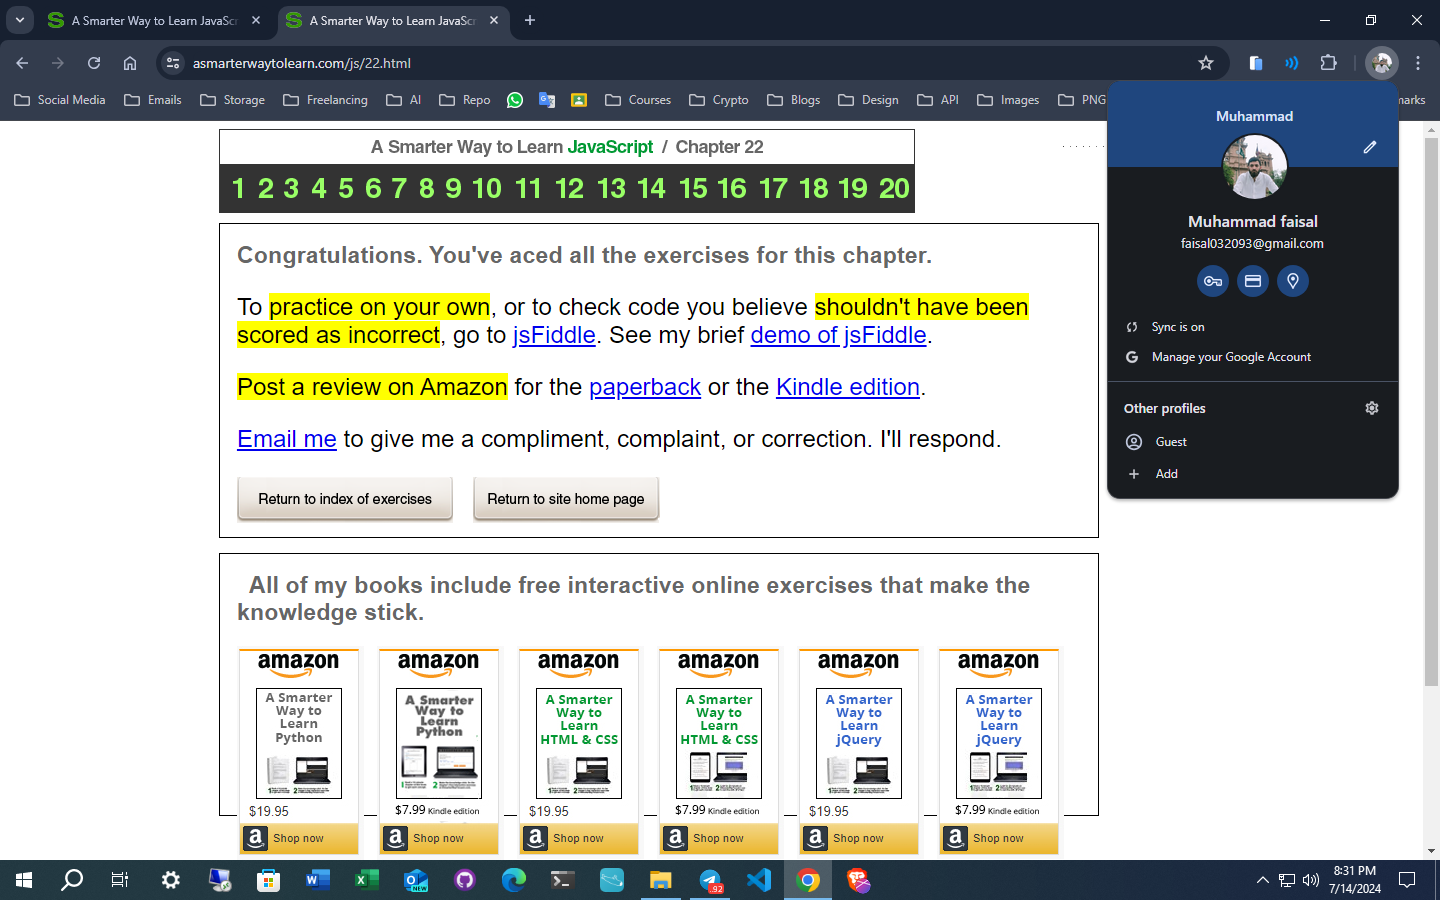 A Smarter Way to Learn JavaSc
A Smarter Way to Learn JavaSc
asmarterwaytolearn.com/js/22.html
Social Media
Emails
Storage
Freelancing
AI
Repo
Courses
Crypto
Blogs
Design
API
Images
PNG
marks
A Smarter Way to Learn JavaScript / Chapter 22
1 2 3 4 5 6 7 8 9 10 11 12 13 14 15 16 17 18 19 20
Congratulations. You've aced all the exercises for this chapter.
To practice on your own, or to check code you believe shouldn't have been
scored as incorrect, go to jsFiddle. See my brief demo of jsFiddle.
Post a review on Amazon for the paperback or the Kindle edition.
Email me to give me a compliment, complaint, or correction. I'll respond.
Return to index of exercises
Return to site home page
Muhammad
Muhammad faisal
faisal032093@gmail.com
Sync is on
G Manage your Google Account
Other profiles
Guest
Add
All of my books include free interactive online exercises that make the
knowledge stick.
amazon
A Smarter
Way to
Learn
Python
$19.95
a Shop now
amazon
A Smarter
Way to
Learn
Python
$7.99 Kindle edition
a Shop now
amazon
A Smarter
Way to
Learn
HTML & CSS
$19.95
a Shop now
amazon
A Smarter
Way to
Learn
HTML & CSS
$7.99 Kindle edition
a Shop now
amazon
A Smarter
Way to
Learn
jQuery
$19.95
a Shop now
amazon
A Smarter
Way to
Learn
jQuery
$7.99 Kindle edition
a Shop now
NEW
92
8:31 PM
7/14/2024